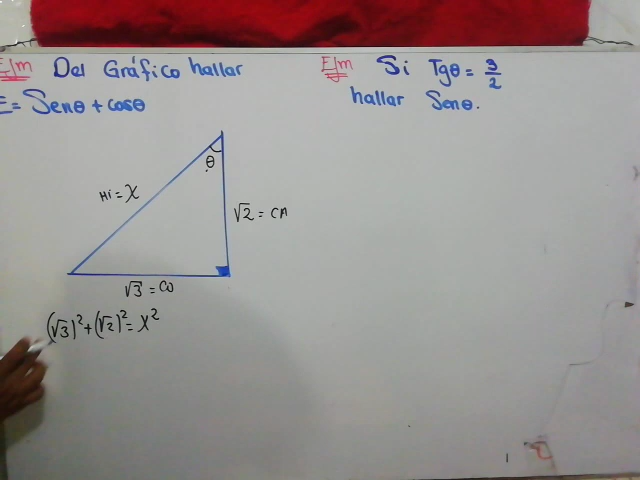 Ejm Del Gráfico hallar
E = Senθ + cosθ
θ
Hi = X
√2 = CA
√3 = CO
(√3)² + (√2)² = X²
Ejm Si Tgθ = 3/2
hallar Senθ.